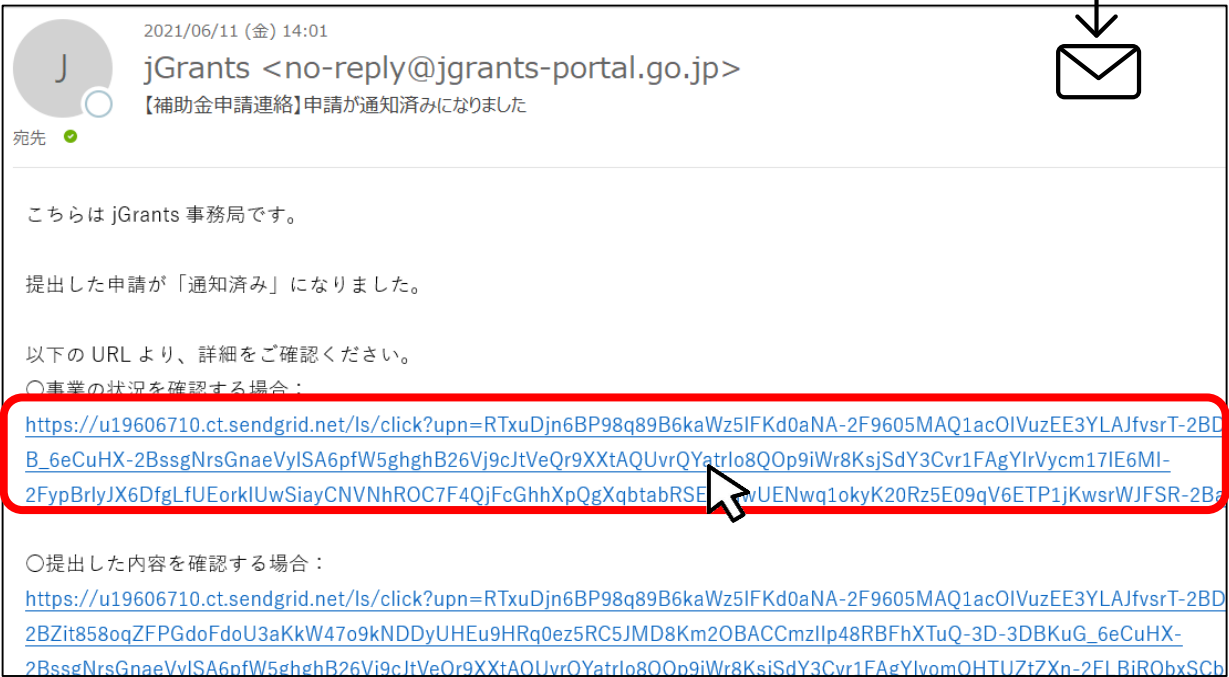 J
2021/06/11 (金) 14:01
jGrants <no-reply@jgrants-portal.go.jp>
【補助金申請連絡】申請が通知済みになりました
宛先
こちらは jGrants 事務局です。
提出した申請が「通知済み」になりました。
以下の URL より、詳細をご確認ください。
〇事業の状況を確認する場合：
https://u19606710.ct.sendgrid.net/ls/click?upn=RTxuDjn6BP98q89B6kaWz5IFKd0aNA-2F9605MAQ1acOIVuzEE3YLAJfvsrT-2BD
B_6eCuHX-2BssgNrsGnaeVylSA6pfW5ghghB26Vj9cJtVeQr9XXtAQUvrQYatrIo8QOp9iWr8KsjSdY3Cvr1FAgYIrVycm17lE6MI-
2FypBrlyJX6DfgLfUEorkIUwSiayCNVNhROC7F4QjFcGhhXpQgXqbtabRSE wUENwq1okyK20Rz5E09qV6ETP1jKwsrWJFSR-2Ba
〇提出した内容を確認する場合：
https://u19606710.ct.sendgrid.net/ls/click?upn=RTxuDjn6BP98q89B6kaWz5IFKd0aNA-2F9605MAQ1acOIVuzEE3YLAJfvsrT-2BD
2BZit858oqZFPGdoFdoU3aKkW47o9kNDDyUHEu9HRq0ez5RC5JMD8Km2OBACCmzIIp48RBFhXTuQ-3D-3DBKuG_6eCuHX-
2BssgNrsGnaeVylSA6pfW5ghghB26Vj9cJtVeQr9XXtAQUvrQYatrIo8QOp9iWr8KsjSdY3Cvr1FAgYIvomOHTUZtZXn-2FLBiRObxSCb